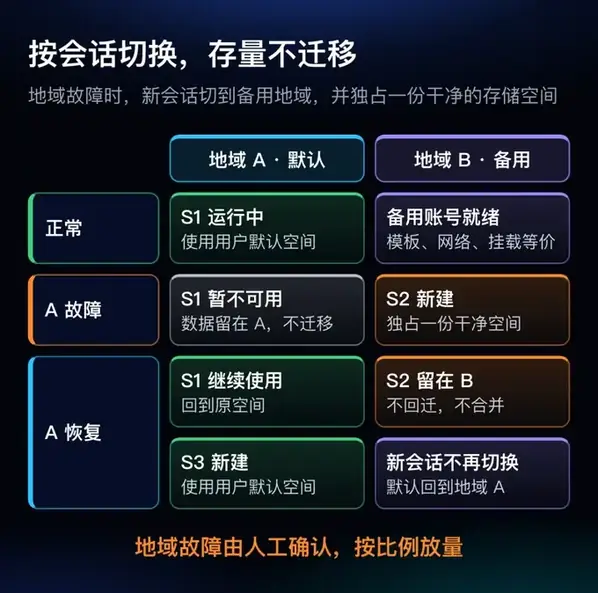 按会话切换，存量不迁移
地域故障时，新会话切到备用地域，并独占一份干净的存储空间
地域 A · 默认
地域 B · 备用
正常
S1 运行中
使用用户默认空间
备用账号就绪
模板、网络、挂载等价
A 故障
S1 暂不可用
数据留在 A，不迁移
S2 新建
独占一份干净空间
A 恢复
S1 继续使用
回到原空间
S2 留在 B
不回迁，不合并
S3 新建
使用用户默认空间
新会话不再切换
默认回到地域 A
地域故障由人工确认，按比例放量